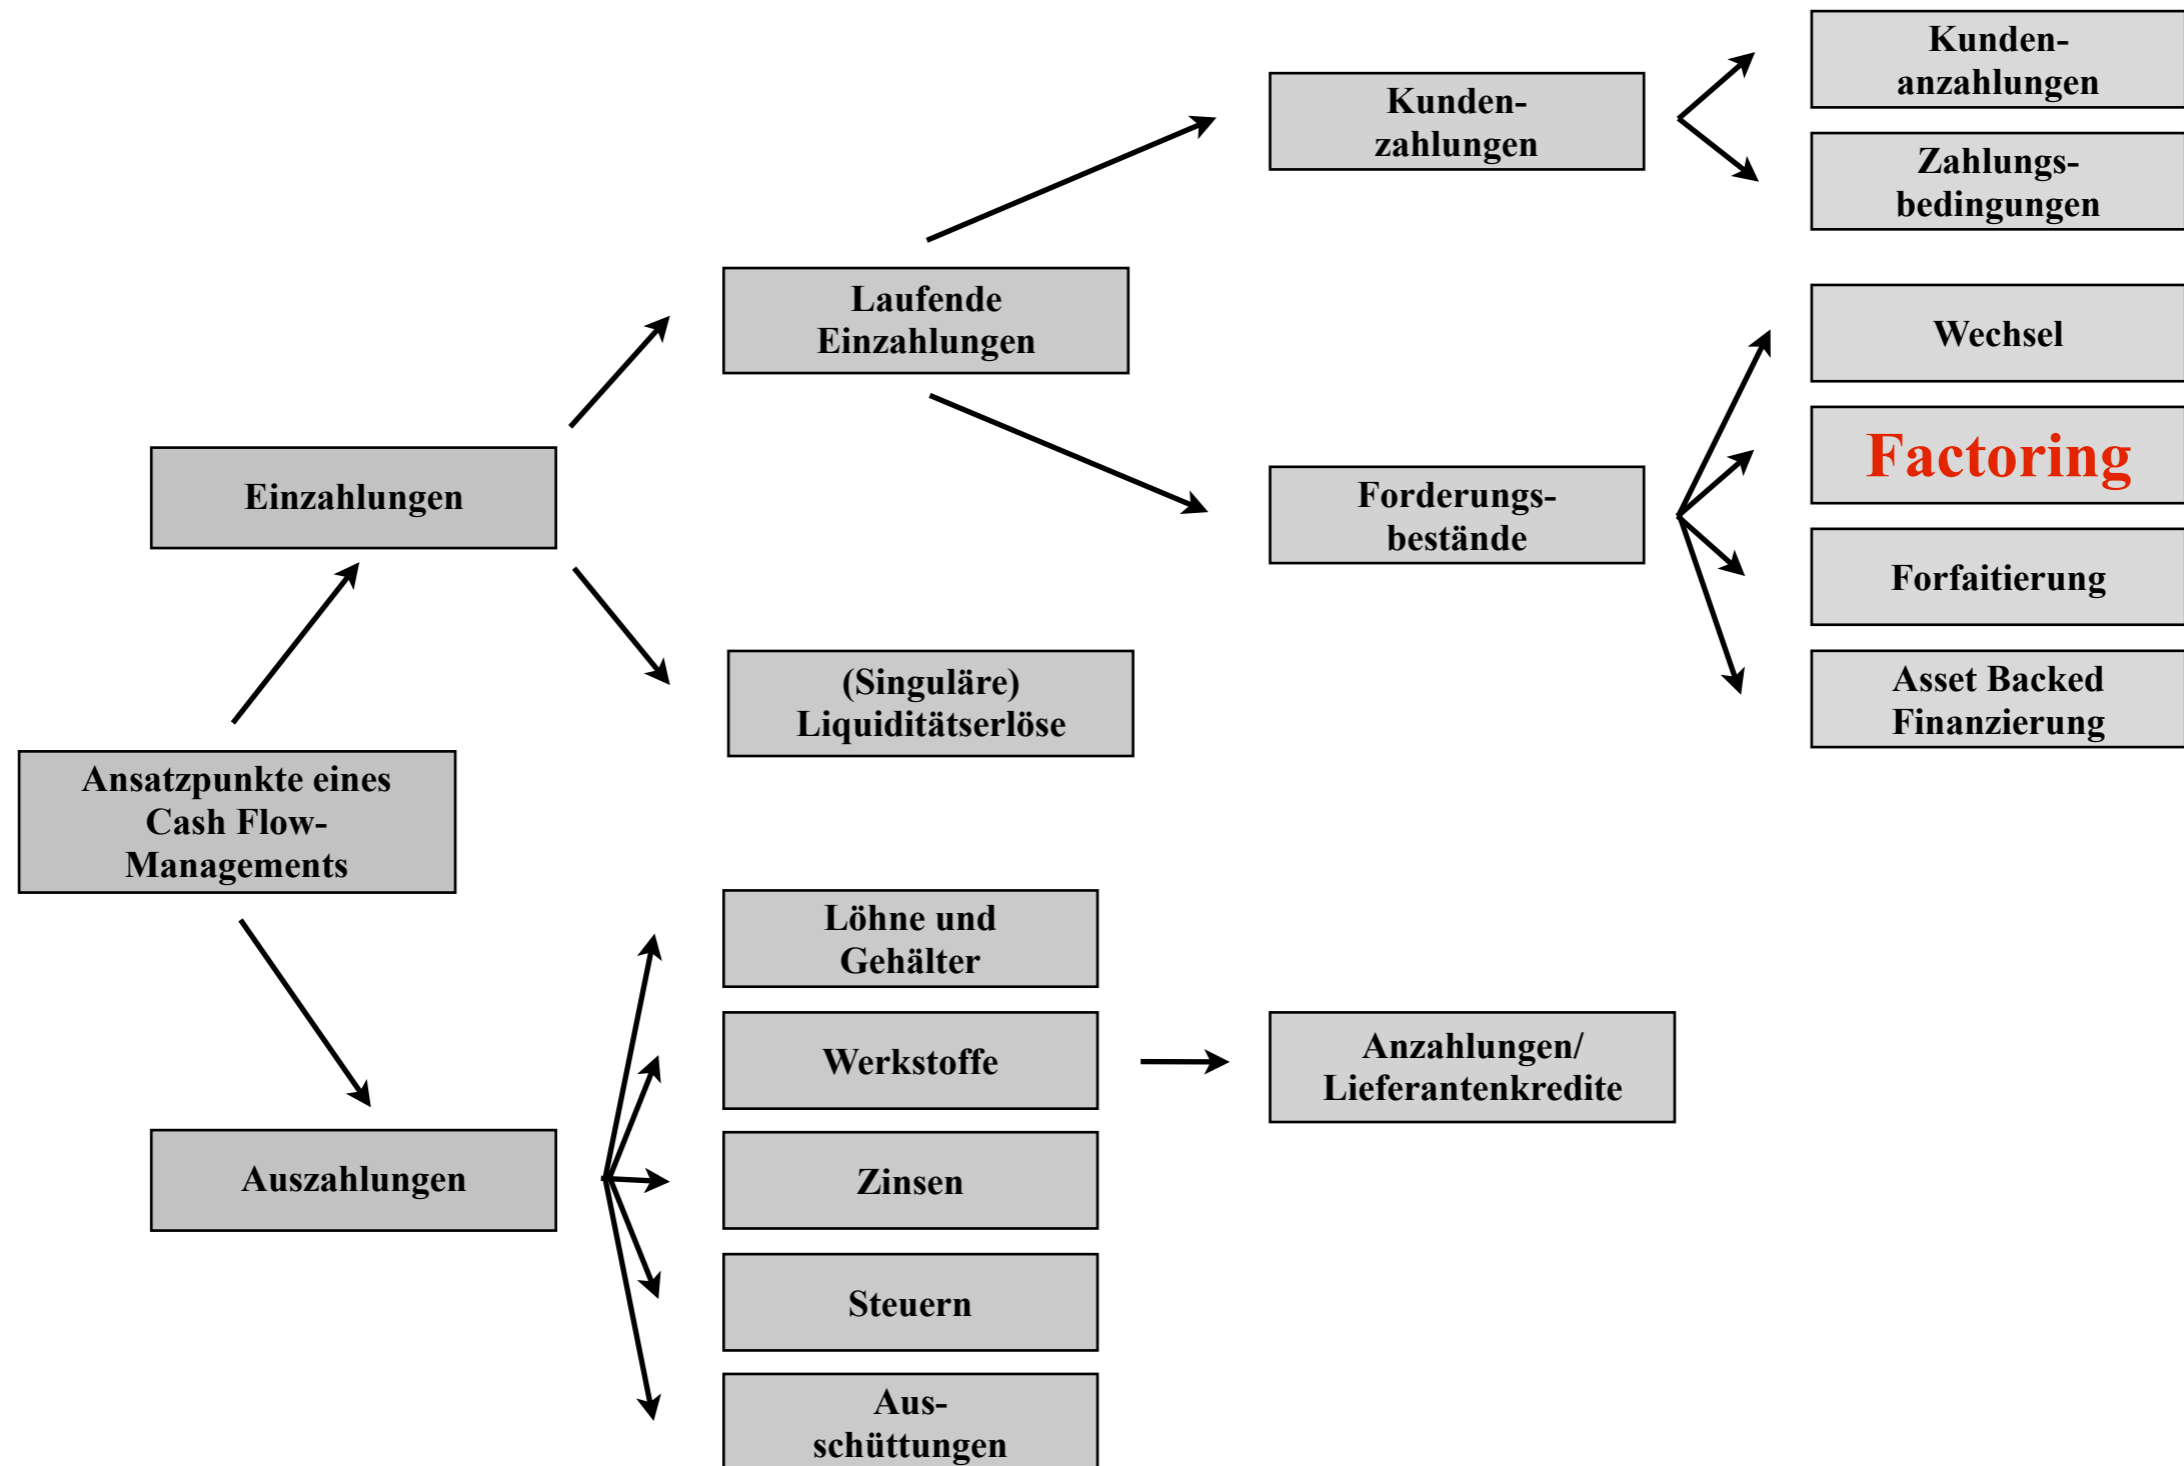 Kunden-
anzahlungen
Kunden-
zahlungen
Zahlungs-
bedingungen
Laufende
Einzahlungen
Wechsel
Factoring
Einzahlungen
Forderungs-
bestände
Forfaitierung
(Singuläre)
Liquiditätserlöse
Asset Backed
Finanzierung
Ansatzpunkte eines
Cash Flow-
Managements
Löhne und
Gehälter
Werkstoffe
Anzahlungen/
Lieferantenkredite
Auszahlungen
Zinsen
Steuern
Aus-
schüttungen